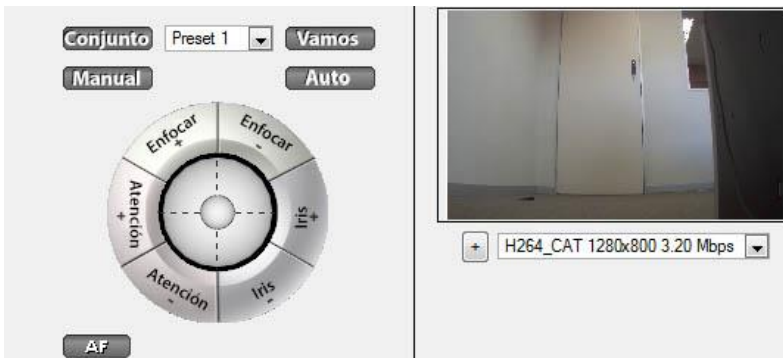 Conjunto Preset 1 Vamos
Manual Auto
Enfocar +
Enfocar -
Atención +
Iris +
Atención -
Iris -
AF
+ H264_CAT 1280x800 3.20 Mbps